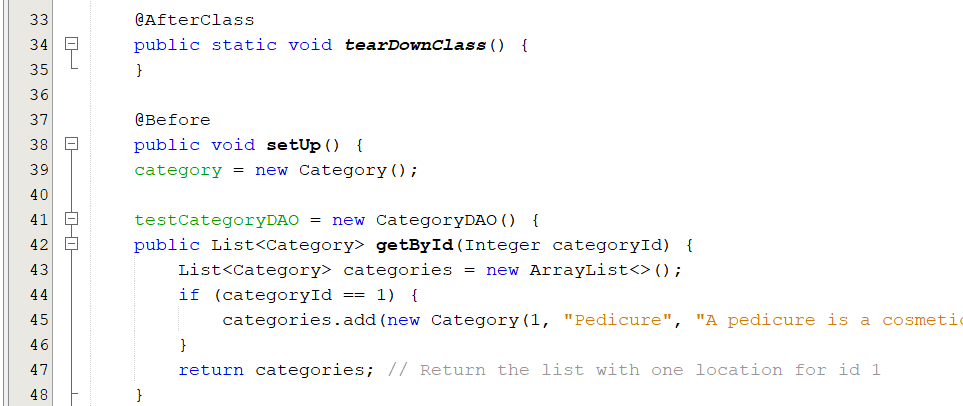 33 @AfterClass
34 public static void tearDownClass() {
35 }
36
37 @Before
38 public void setUp() {
39 category = new Category();
40
41 testCategoryDAO = new CategoryDAO() {
42 public List<Category> getById(Integer categoryId) {
43 List<Category> categories = new ArrayList<>();
44 if (categoryId == 1) {
45 categories.add(new Category(1, "Pedicure", "A pedicure is a cosmetic
46 }
47 return categories; // Return the list with one location for id 1
48 }